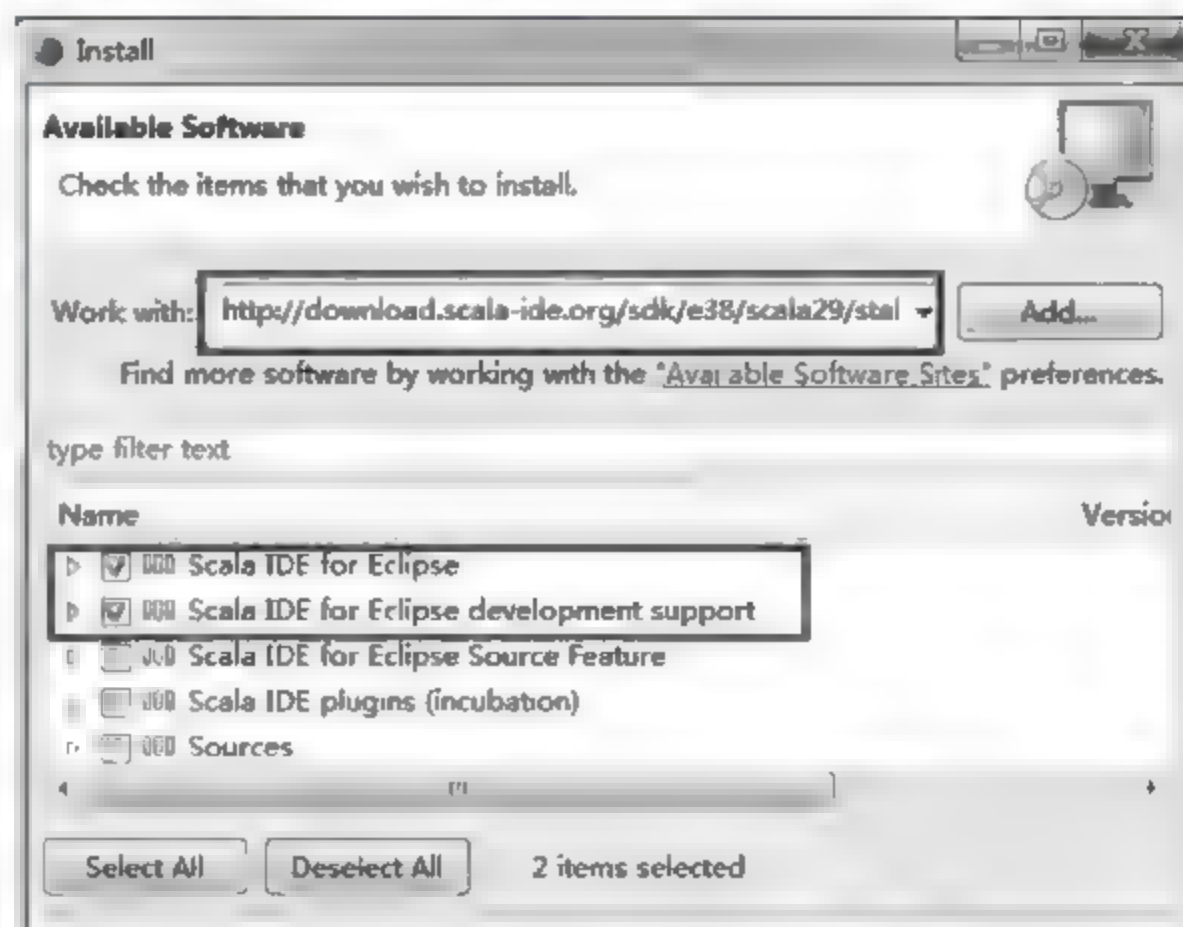 Install
Available Software
Check the items that you wish to install.
Work with: http://download.scala-ide.org/sdk/e38/scala29/stal Add...
Find more software by working with the "Available Software Sites" preferences.
type filter text
Name Version
Scala IDE for Eclipse
Scala IDE for Eclipse development support
Scala IDE for Eclipse Source Feature
Scala IDE plugins (incubation)
Sources
Select All Deselect All 2 items selected